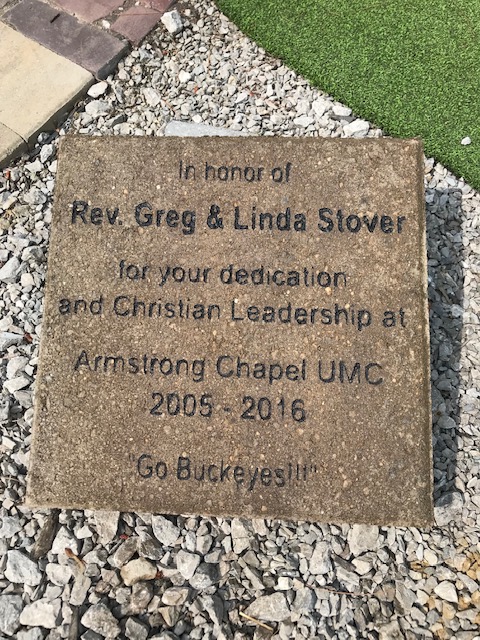 In honor of
Rev. Greg & Linda Stover
for your dedication
and Christian Leadership at
Armstrong Chapel UMC
2005 - 2016
"Go Buckeyes!!!"